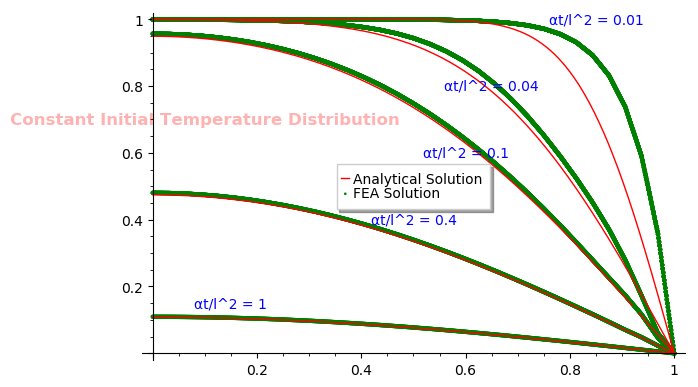 1
αt/l^2 = 0.01
0.8
αt/l^2 = 0.04
Constant Initial Temperature Distribution
0.6
αt/l^2 = 0.1
Analytical Solution
FEA Solution
0.4
αt/l^2 = 0.4
0.2
αt/l^2 = 1
0.2 0.4 0.6 0.8 1